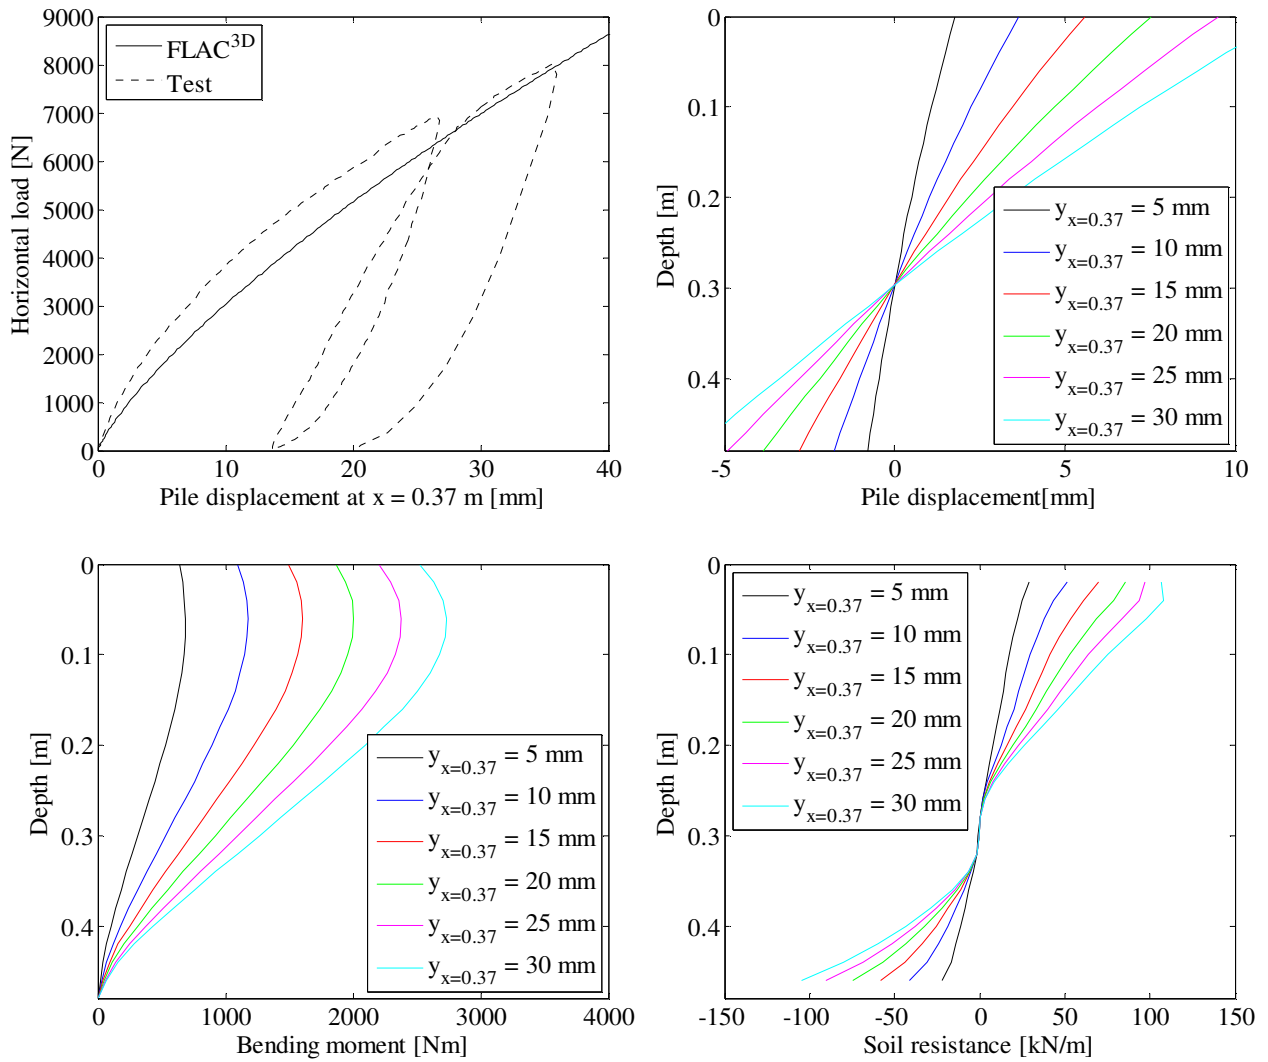 9000
8000
7000
6000
5000
4000
3000
2000
1000
0
0 10 20 30 40
Horizontal load [N]
Pile displacement at x = 0.37 m [mm]
FLAC3D
Test
0
0.1
0.2
0.3
0.4
-5 0 5 10
Depth [m]
Pile displacement[mm]
yx=0.37 = 5 mm
yx=0.37 = 10 mm
yx=0.37 = 15 mm
yx=0.37 = 20 mm
yx=0.37 = 25 mm
yx=0.37 = 30 mm
0
0.1
0.2
0.3
0.4
0 1000 2000 3000 4000
Depth [m]
Bending moment [Nm]
yx=0.37 = 5 mm
yx=0.37 = 10 mm
yx=0.37 = 15 mm
yx=0.37 = 20 mm
yx=0.37 = 25 mm
yx=0.37 = 30 mm
0
0.1
0.2
0.3
0.4
-150 -100 -50 0 50 100 150
Depth [m]
Soil resistance [kN/m]
yx=0.37 = 5 mm
yx=0.37 = 10 mm
yx=0.37 = 15 mm
yx=0.37 = 20 mm
yx=0.37 = 25 mm
yx=0.37 = 30 mm